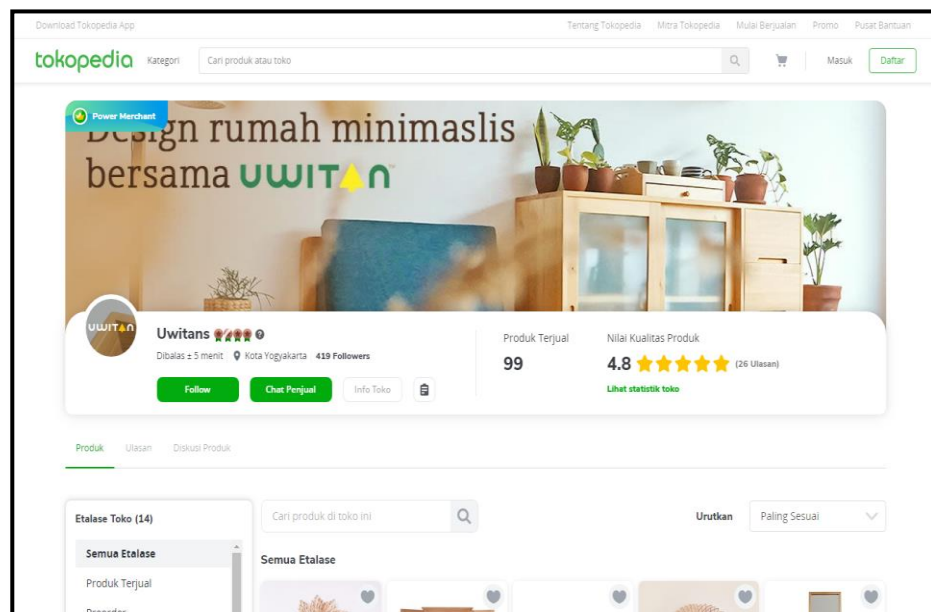 Download Tokopedia App Tentang Tokopedia Mitra Tokopedia Mulai Berjualan Promo Pusat Bantuan
tokopedia Kategori Cari produk atau toko Masuk Daftar
Power Merchant
Design rumah minimaslis
bersama UWITAN
UWITAN
Uwitans
Dibalas ± 5 menit Kota Yogyakarta 419 Followers
Follow Chat Penjual Info Toko
Produk Terjual
99
Nilai Kualitas Produk
4.8 (26 Ulasan)
Lihat statistik toko
Produk Ulasan Diskusi Produk
Etalase Toko (14)
Semua Etalase
Produk Terjual
Cari produk di toko ini
Urutkan Paling Sesuai
Semua Etalase